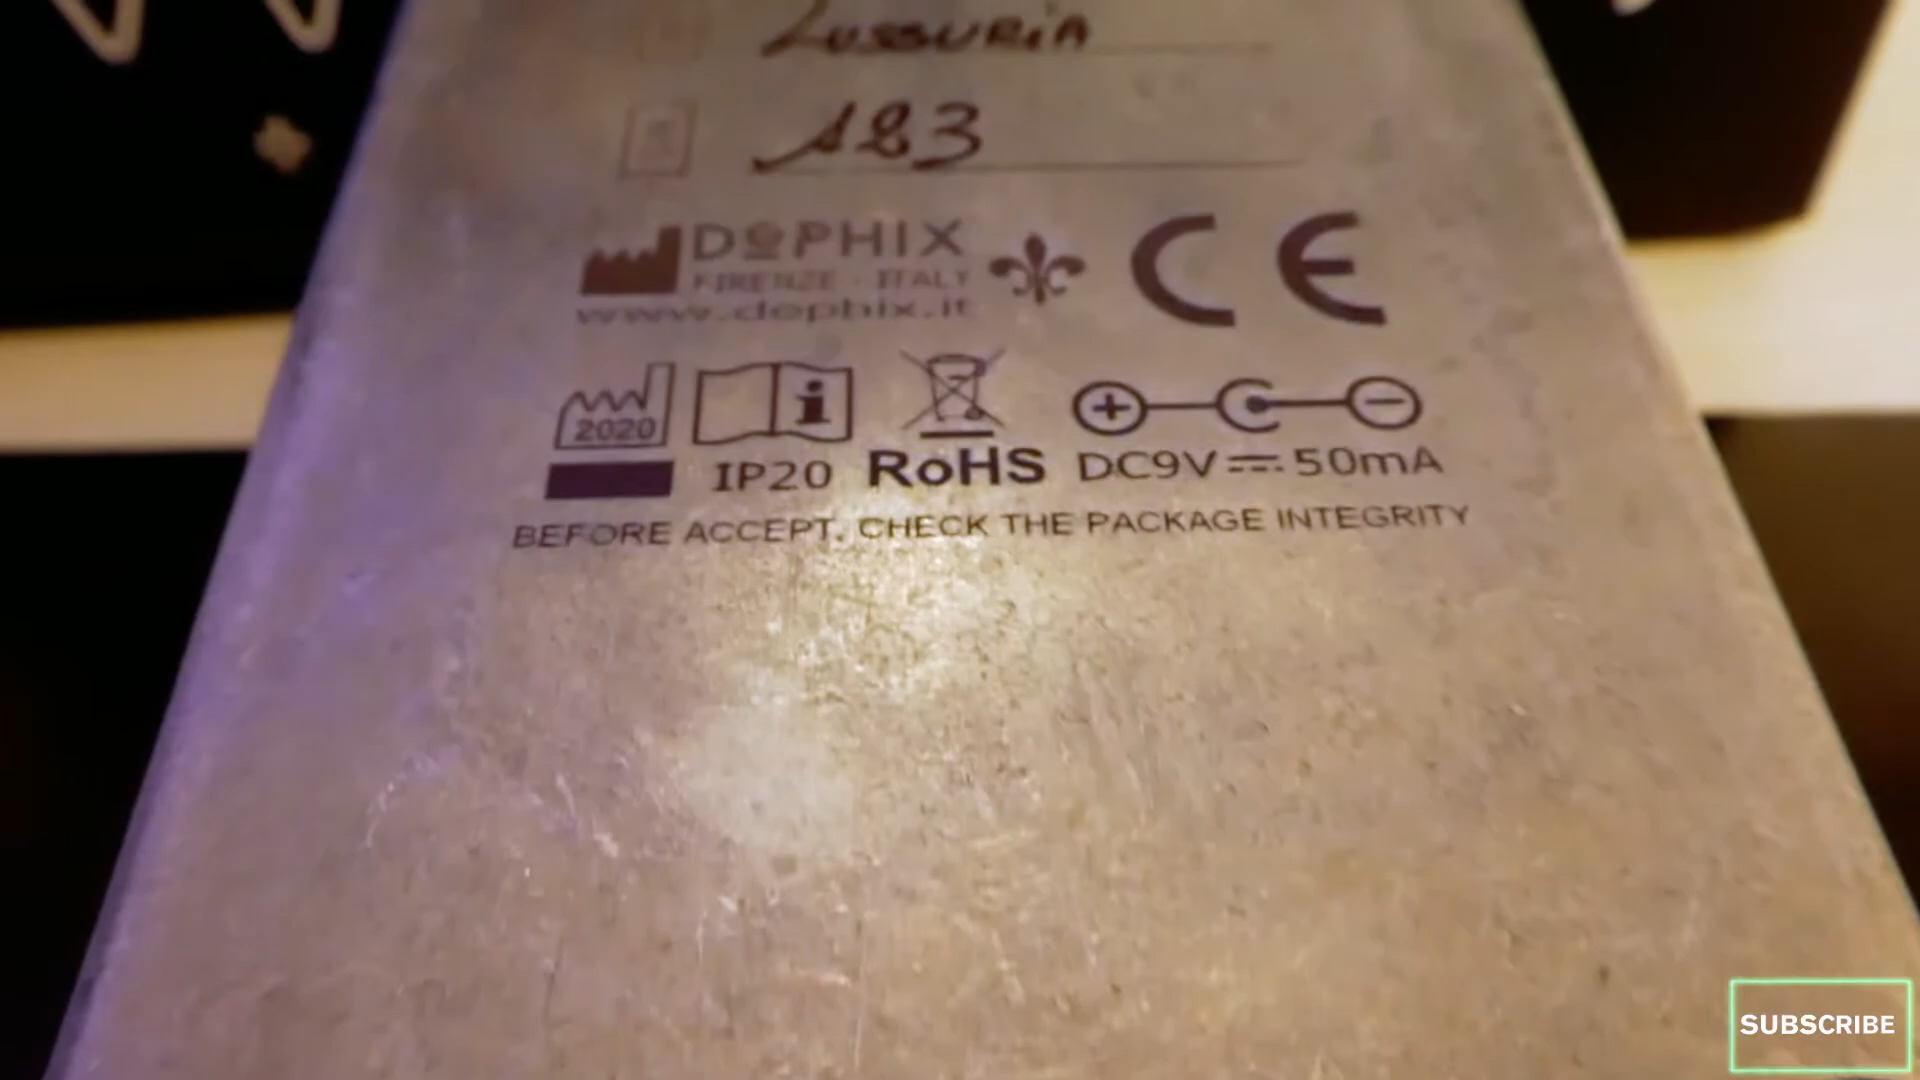 Lussuria
183
DOPHIX
FIRENZE - ITALY
www.dophix.it
CE
2020
i
IP20 RoHS DC9V 50mA
BEFORE ACCEPT, CHECK THE PACKAGE INTEGRITY
SUBSCRIBE